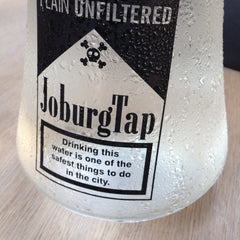 PLAIN UNFILTERED
JoburgTap
Drinking this
water is one of the
safest things to do
in the city.